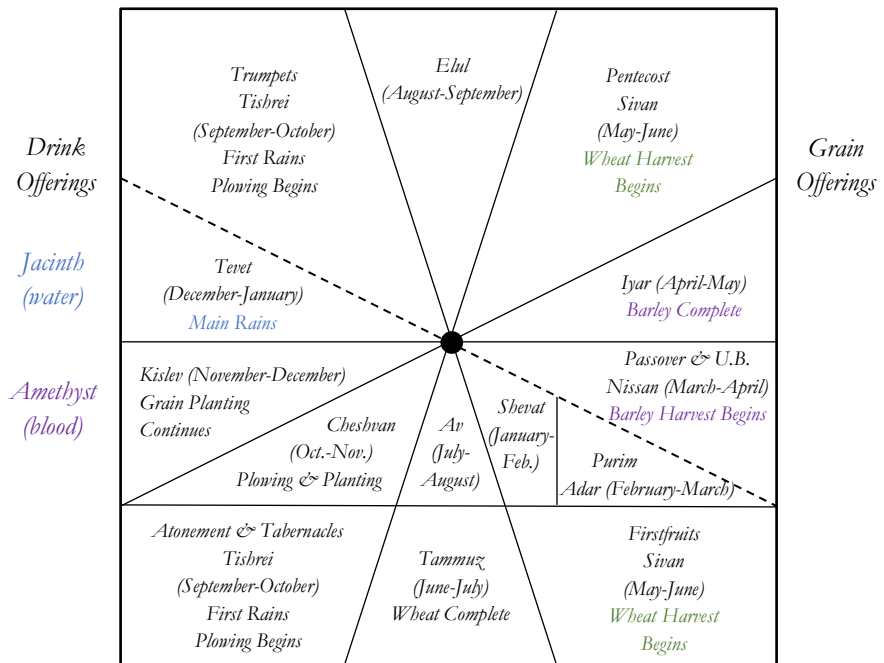 Trumpets
Tishrei
(September-October)
First Rains
Plowing Begins
Elul
(August-September)
Pentecost
Sivan
(May-June)
Wheat Harvest
Begins
Drink
Offerings
Grain
Offerings
Jacinth
(water)
Tevet
(December-January)
Main Rains
Iyar (April-May)
Barley Complete
Amethyst
(blood)
Kislev (November-December)
Grain Planting
Continues
Cheshvan
(Oct.-Nov.)
Plowing & Planting
Av
(July-
August)
Shevat
(January-
Feb.)
Passover & U.B.
Nissan (March-April)
Barley Harvest Begins
Purim
Adar (February-March)
Atonement & Tabernacles
Tishrei
(September-October)
First Rains
Plowing Begins
Tammuz
(June-July)
Wheat Complete
Firstfruits
Sivan
(May-June)
Wheat Harvest
Begins